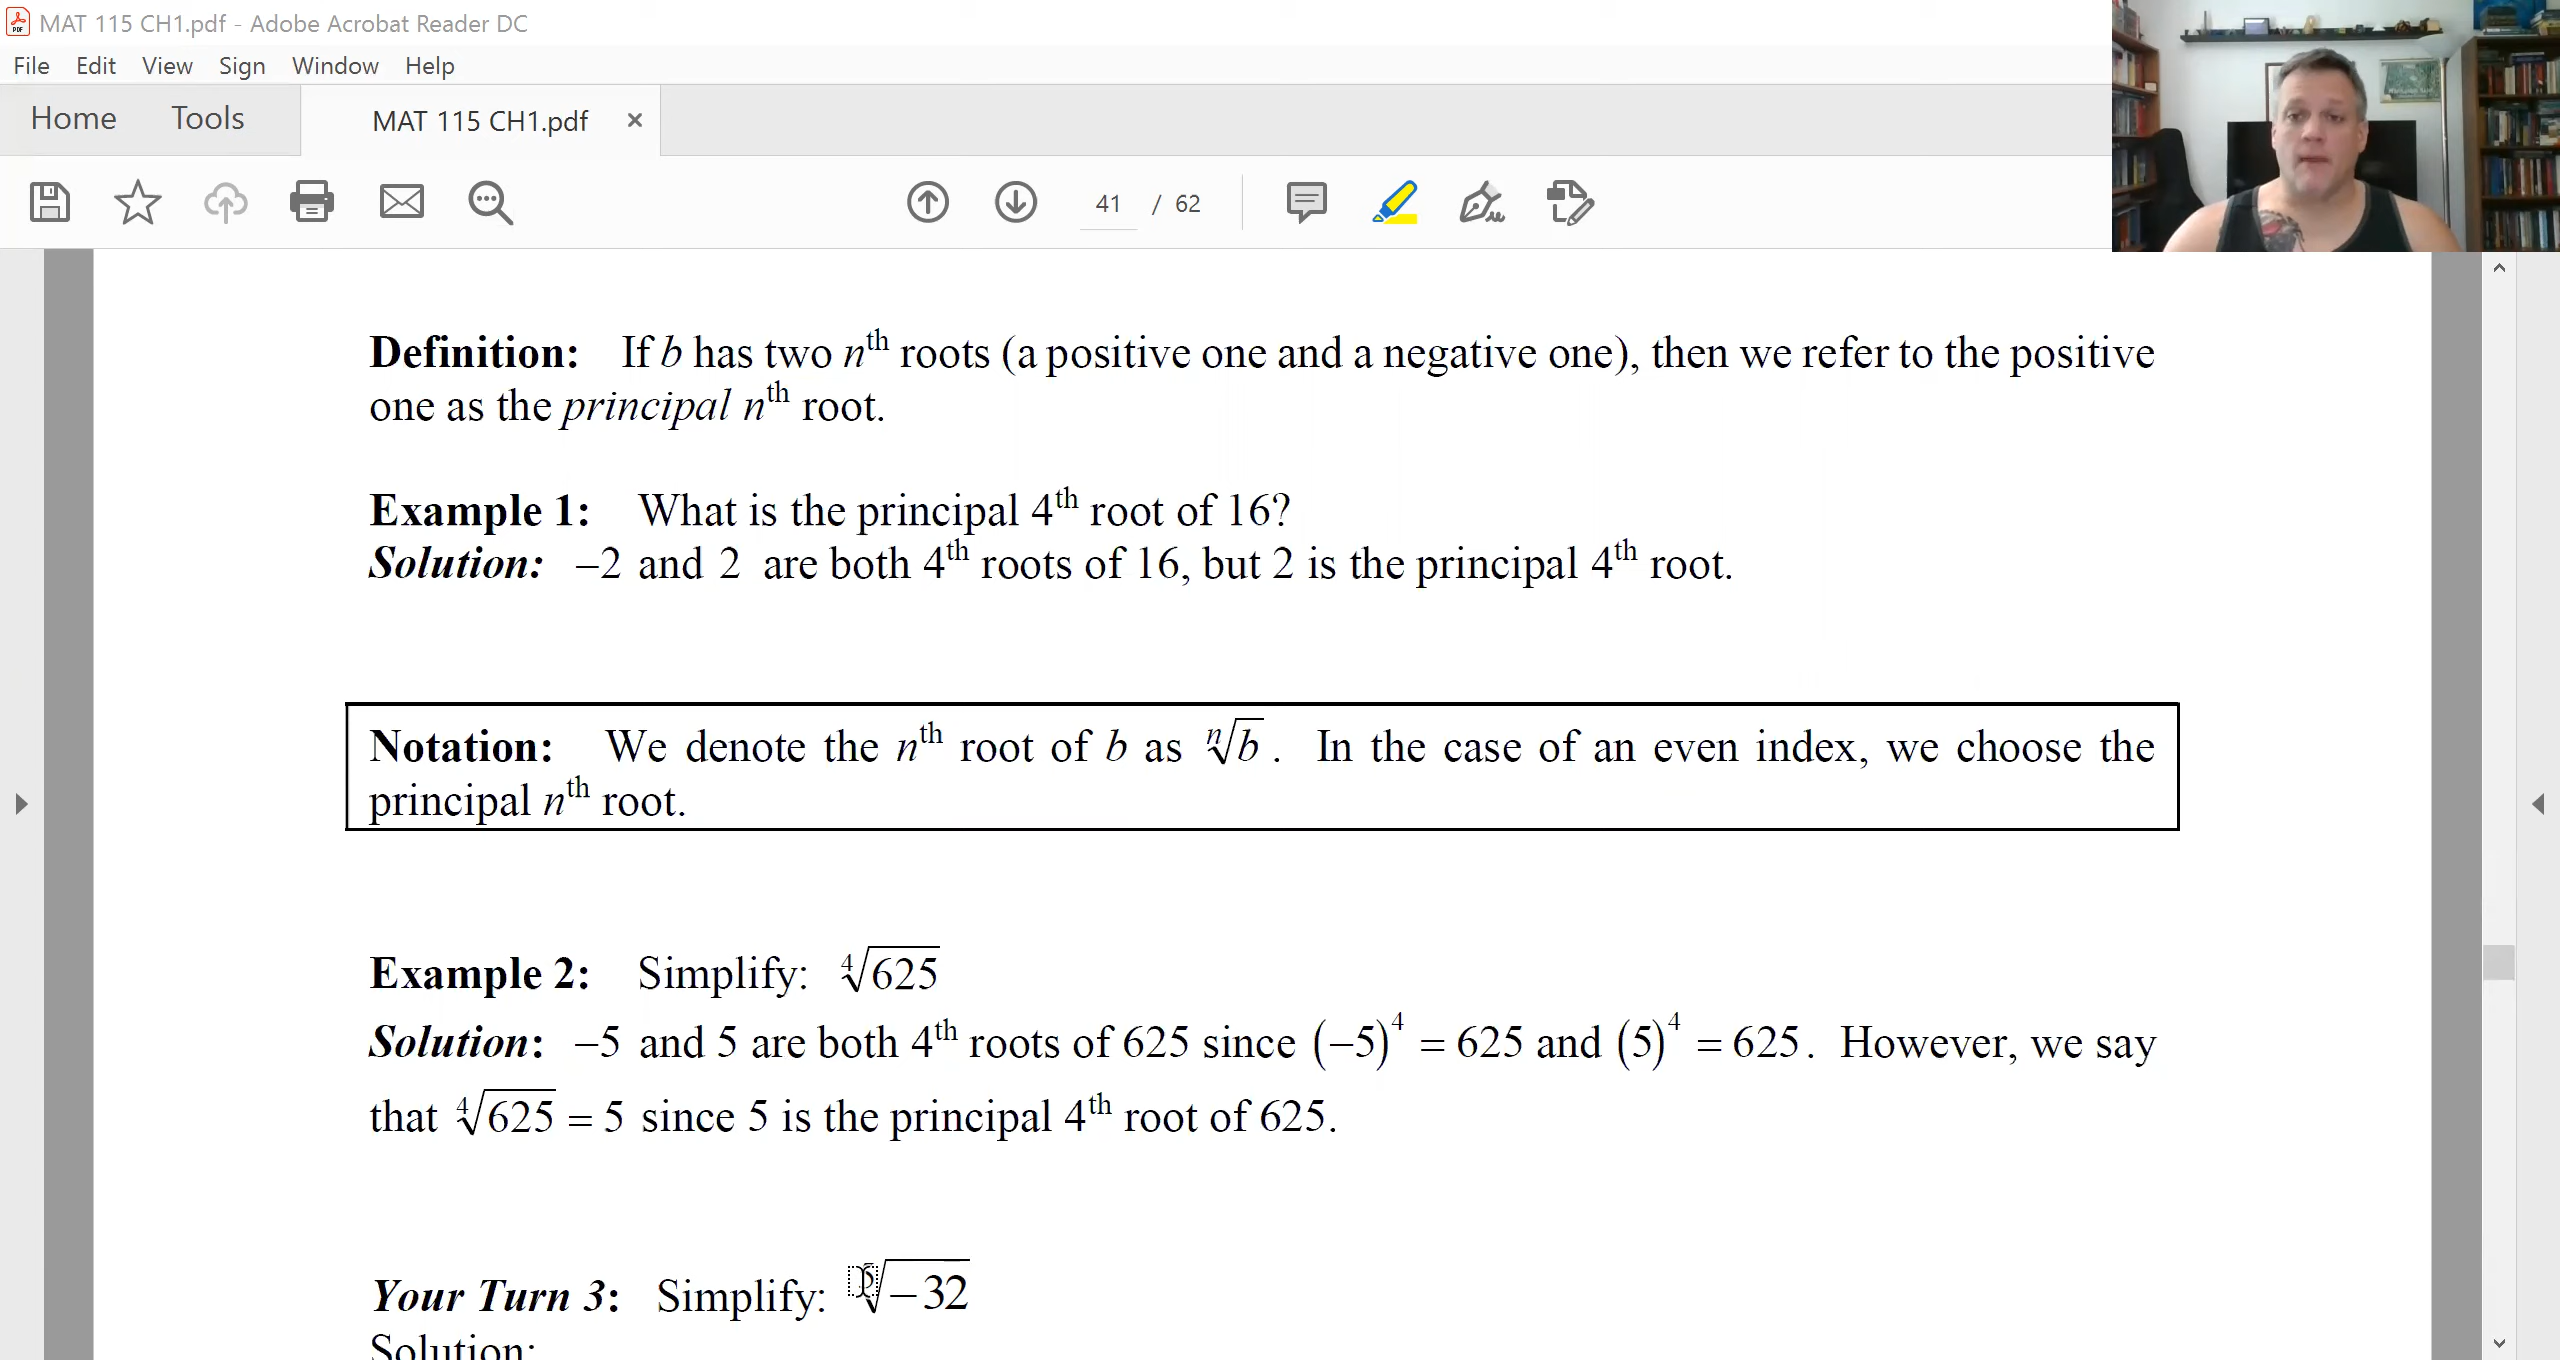 MAT 115 CH1.pdf - Adobe Acrobat Reader DC
File Edit View Sign Window Help
Home Tools MAT 115 CH1.pdf ×
41 / 62
Definition: If b has two nᵗʰ roots (a positive one and a negative one), then we refer to the positive
one as the principal nᵗʰ root.
Example 1: What is the principal 4ᵗʰ root of 16?
Solution: −2 and 2 are both 4ᵗʰ roots of 16, but 2 is the principal 4ᵗʰ root.
Notation: We denote the nᵗʰ root of b as ⁿ√b. In the case of an even index, we choose the
principal nᵗʰ root.
Example 2: Simplify: ⁴√625
Solution: −5 and 5 are both 4ᵗʰ roots of 625 since (−5)⁴ = 625 and (5)⁴ = 625. However, we say
that ⁴√625 = 5 since 5 is the principal 4ᵗʰ root of 625.
Your Turn 3: Simplify: ⁵√−32
Solution: